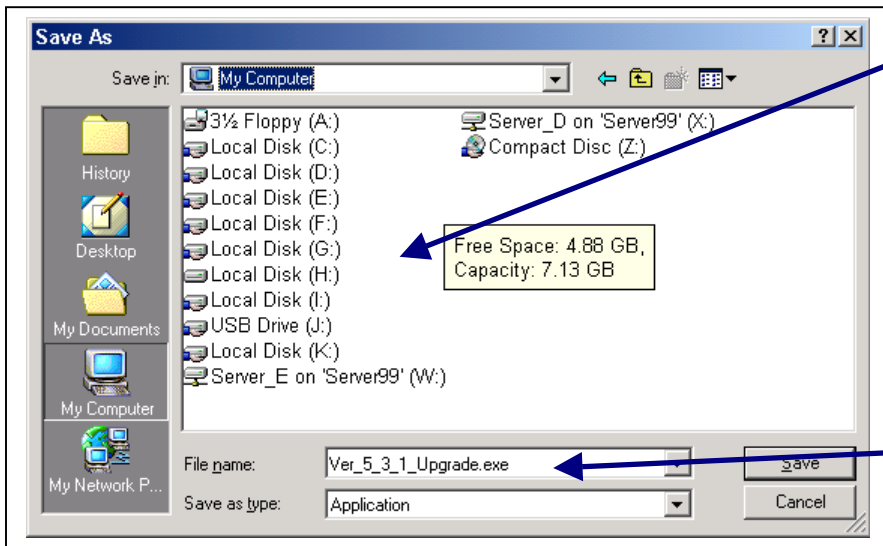 Save As
Save in: My Computer
History
Desktop
My Documents
My Computer
My Network P...
3½ Floppy (A:)
Local Disk (C:)
Local Disk (D:)
Local Disk (E:)
Local Disk (F:)
Local Disk (G:)
Local Disk (H:)
Local Disk (I:)
USB Drive (J:)
Local Disk (K:)
Server_E on 'Server99' (W:)
Server_D on 'Server99' (X:)
Compact Disc (Z:)
Free Space: 4.88 GB,
Capacity: 7.13 GB
File name: Ver_5_3_1_Upgrade.exe Save
Save as type: Application Cancel